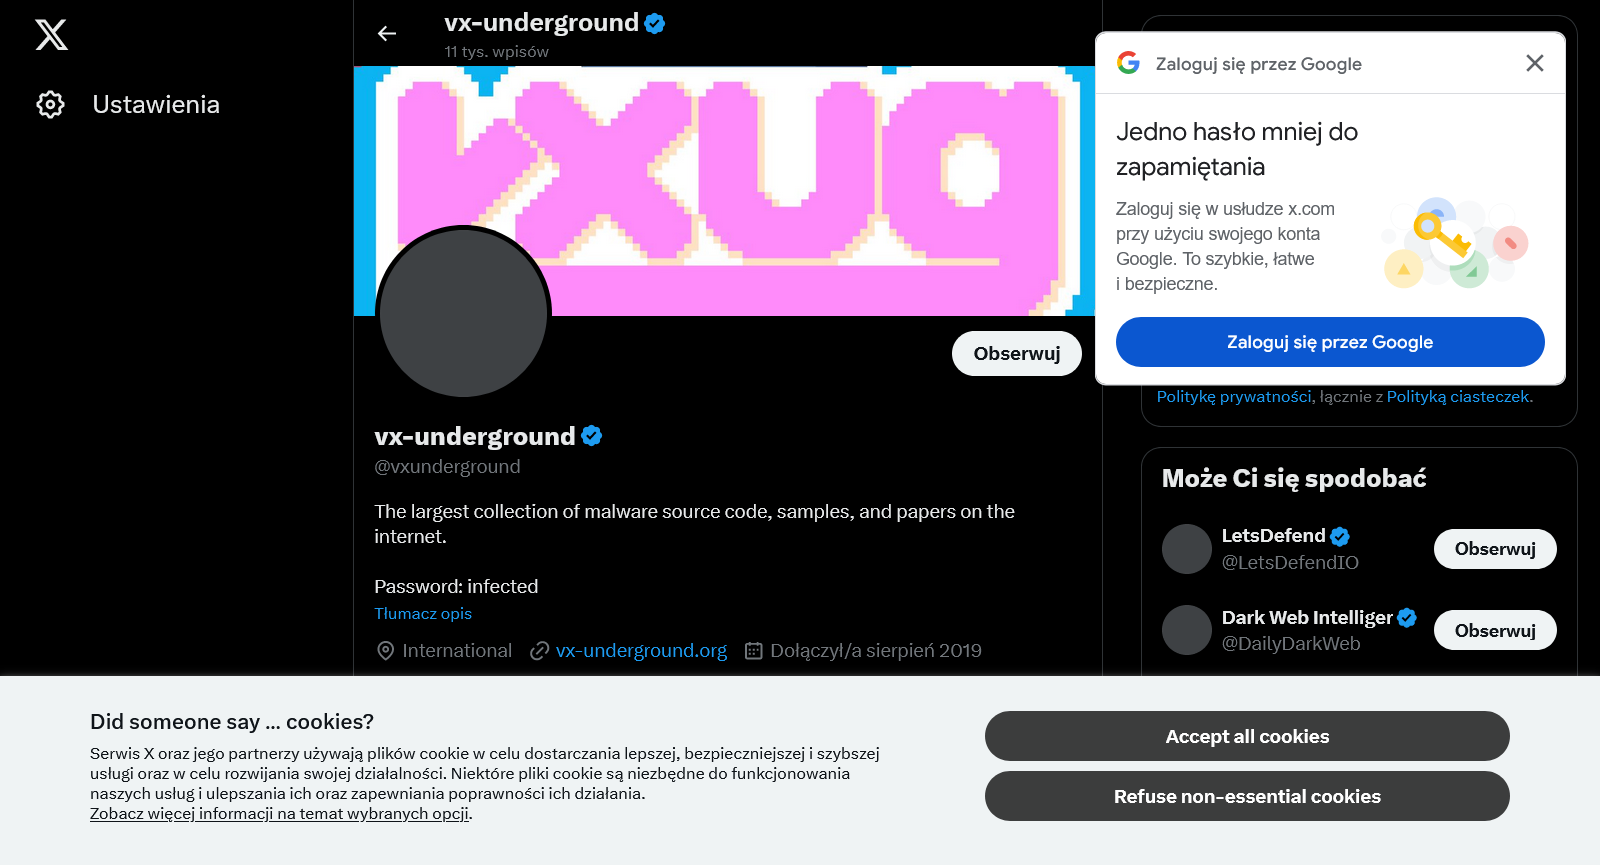 Ustawienia
vx-underground
11 tys. wpisów
vxug
Obserwuj
vx-underground
@vxunderground
The largest collection of malware source code, samples, and papers on the
internet.
Password: infected
Tłumacz opis
International vx-underground.org Dołączył/a sierpień 2019
Zaloguj się przez Google
Jedno hasło mniej do
zapamiętania
Zaloguj się w usłudze x.com
przy użyciu swojego konta
Google. To szybkie, łatwe
i bezpieczne.
Zaloguj się przez Google
Politykę prywatności, łącznie z Polityką ciasteczek.
Może Ci się spodobać
LetsDefend
@LetsDefendIO
Obserwuj
Dark Web Intelliger
@DailyDarkWeb
Obserwuj
Did someone say … cookies?
Serwis X oraz jego partnerzy używają plików cookie w celu dostarczania lepszej, bezpieczniejszej i szybszej
usługi oraz w celu rozwijania swojej działalności. Niektóre pliki cookie są niezbędne do funkcjonowania
naszych usług i ulepszania ich oraz zapewniania poprawności ich działania.
Zobacz więcej informacji na temat wybranych opcji.
Accept all cookies
Refuse non-essential cookies